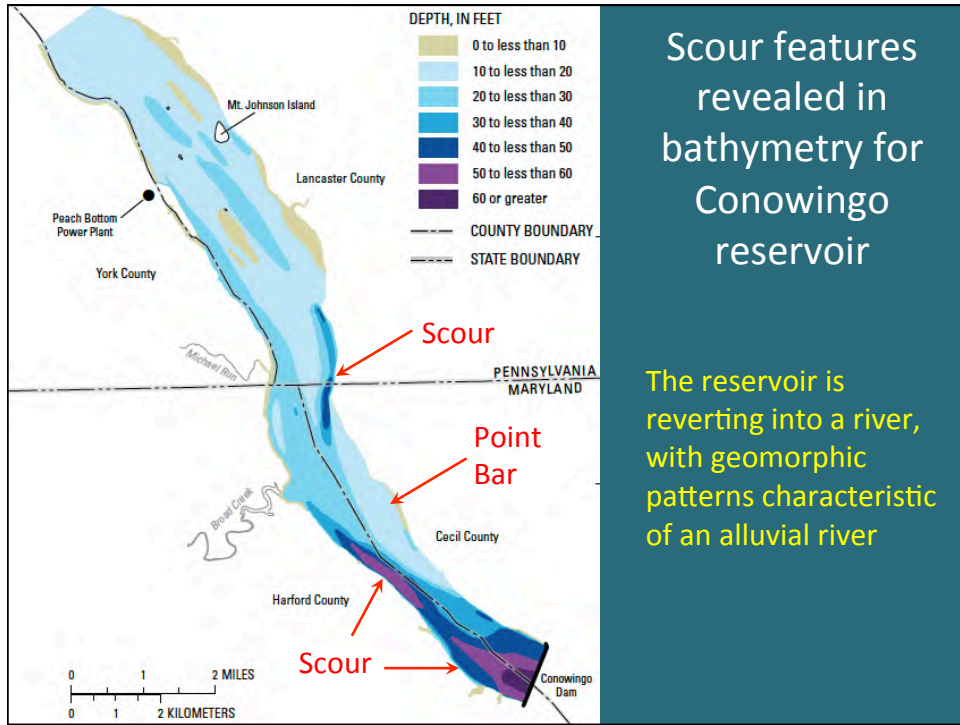 DEPTH, IN FEET
0 to less than 10
10 to less than 20
20 to less than 30
30 to less than 40
40 to less than 50
50 to less than 60
60 or greater
COUNTY BOUNDARY
STATE BOUNDARY
Mt. Johnson Island
Lancaster County
Peach Bottom
Power Plant
York County
Michael Run
Scour
PENNSYLVANIA
MARYLAND
Point
Bar
Broad Creek
Cecil County
Harford County
Scour
Conowingo
Dam
0 1 2 MILES
0 1 2 KILOMETERS
Scour features
revealed in
bathymetry for
Conowingo
reservoir
The reservoir is
reverting into a river,
with geomorphic
patterns characteristic
of an alluvial river